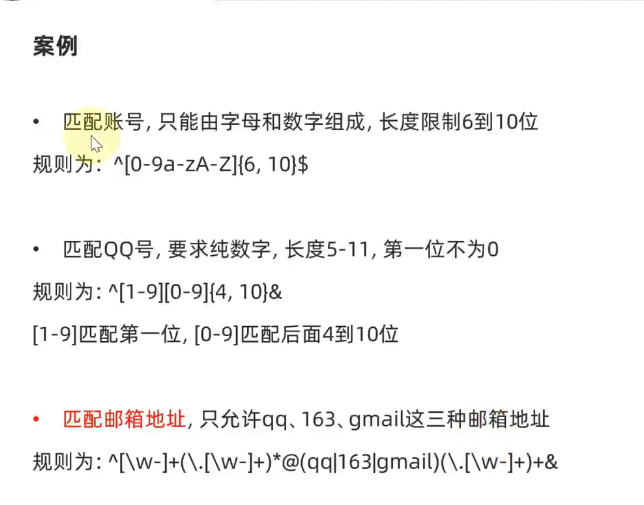 案例
• 匹配账号, 只能由字母和数字组成, 长度限制6到10位
规则为: ^[0-9a-zA-Z]{6, 10}$
• 匹配QQ号, 要求纯数字, 长度5-11, 第一位不为0
规则为: ^[1-9][0-9]{4, 10}&
[1-9]匹配第一位, [0-9]匹配后面4到10位
• 匹配邮箱地址, 只允许qq、163、gmail这三种邮箱地址
规则为: ^[\w-]+(\.[\w-]+)*@(qq|163|gmail)(\.[\w-]+)+&